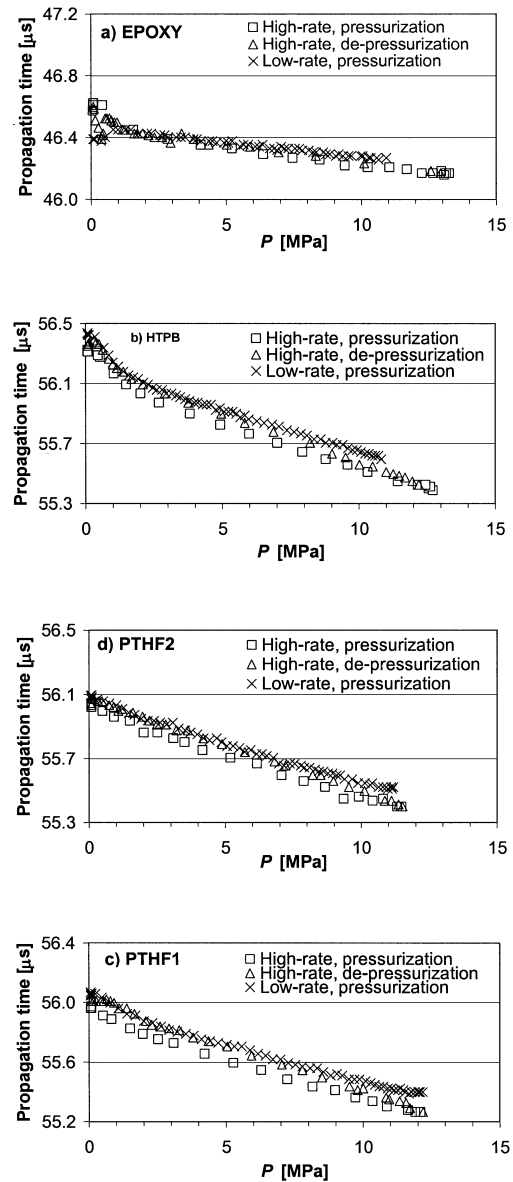 47.2
a) EPOXY
High-rate, pressurization
High-rate, de-pressurization
Low-rate, pressurization
46.8
46.4
46.0
Propagation time [μs]
0 5 10 15
P [MPa]
56.5
b) HTPB
High-rate, pressurization
High-rate, de-pressurization
Low-rate, pressurization
56.1
55.7
55.3
Propagation time [μs]
0 5 10 15
P [MPa]
56.5
d) PTHF2
High-rate, pressurization
High-rate, de-pressurization
Low-rate, pressurization
56.1
55.7
55.3
Propagation time [μs]
0 5 10 15
P [MPa]
56.4
c) PTHF1
High-rate, pressurization
High-rate, de-pressurization
Low-rate, pressurization
56.0
55.6
55.2
Propagation time [μs]
0 5 10 15
P [MPa]